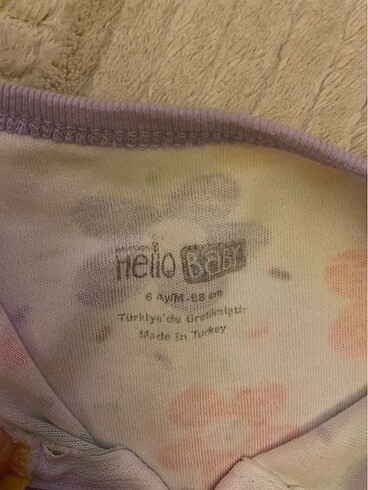 Hello BABY
6 Ay/M-68 cm
Türkiye'de üretilmiştir
Made in Turkey